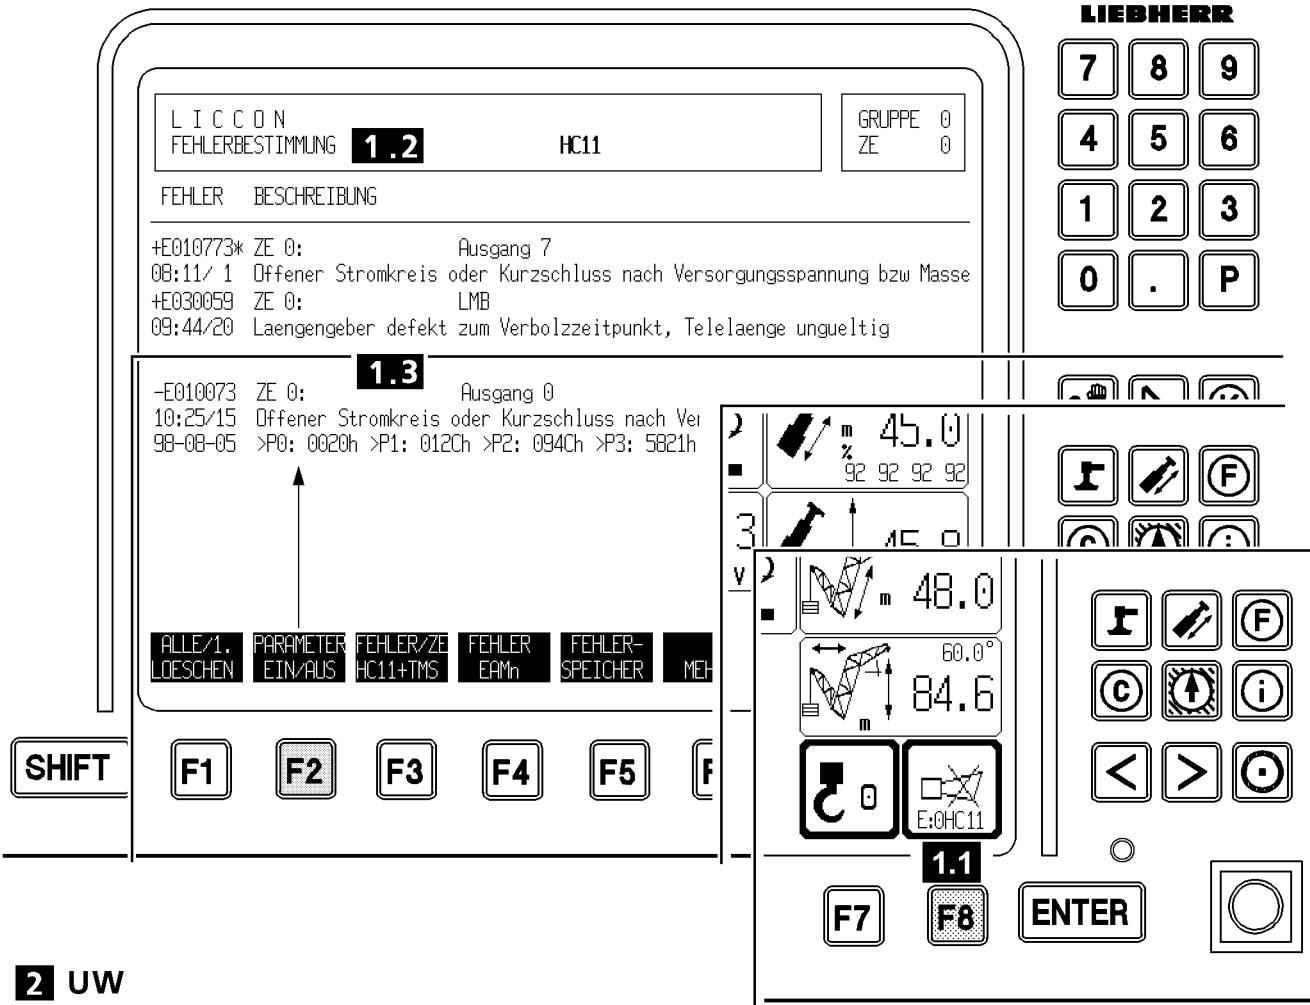 LIEBHERR
7 8 9
4 5 6
1 2 3
0 . P
LICCON
FEHLERBESTIMMUNG 1.2 HC11
GRUPPE 0
ZE 0
FEHLER BESCHREIBUNG
+E010773* ZE 0: Ausgang 7
08:11/ 1 Offener Stromkreis oder Kurzschluss nach Versorgungsspannung bzw Masse
+E030059 ZE 0: LMB
09:44/20 Laengengeber defekt zum Verbolzzeitpunkt, Telelaenge ungueltig
1.3
-E010073 ZE 0: Ausgang 0
10:25/15 Offener Stromkreis oder Kurzschluss nach
98-08-05 >P0: 0020h >P1: 012Ch >P2: 094Ch >P3: 5821h
ALLE/1. LOESCHEN
PARAMETER EIN/AUS
FEHLER/ZE HC11+TMS
FEHLER EAMn
FEHLER- SPEICHER
SHIFT F1 F2 F3 F4 F5
m 45.0
%
92 92 92 92
3
V
45.8
F
m 48.0
60.0°
4
84.6
m
0
E:0HC11
1.1
F
C i
< >
F7 F8 ENTER
2 UW